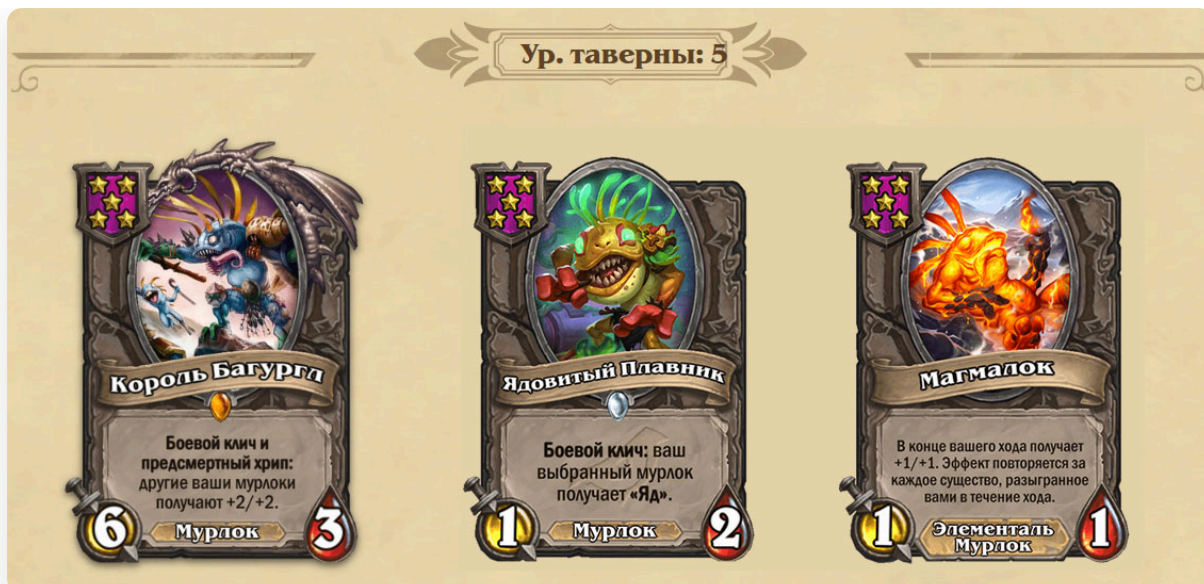 Ур. таверны: 5
Король Багургл
Боевой клич и
предсмертный хрип:
другие ваши мурлоки
получают +2/+2.
6
Мурлок
3
Ядовитый Плавник
Боевой клич: ваш
выбранный мурлок
получает «Яд».
1
Мурлок
2
Магмалок
В конце вашего хода получает
+1/+1. Эффект повторяется за
каждое существо, разыгранное
вами в течение хода.
1
Элементаль
Мурлок
1